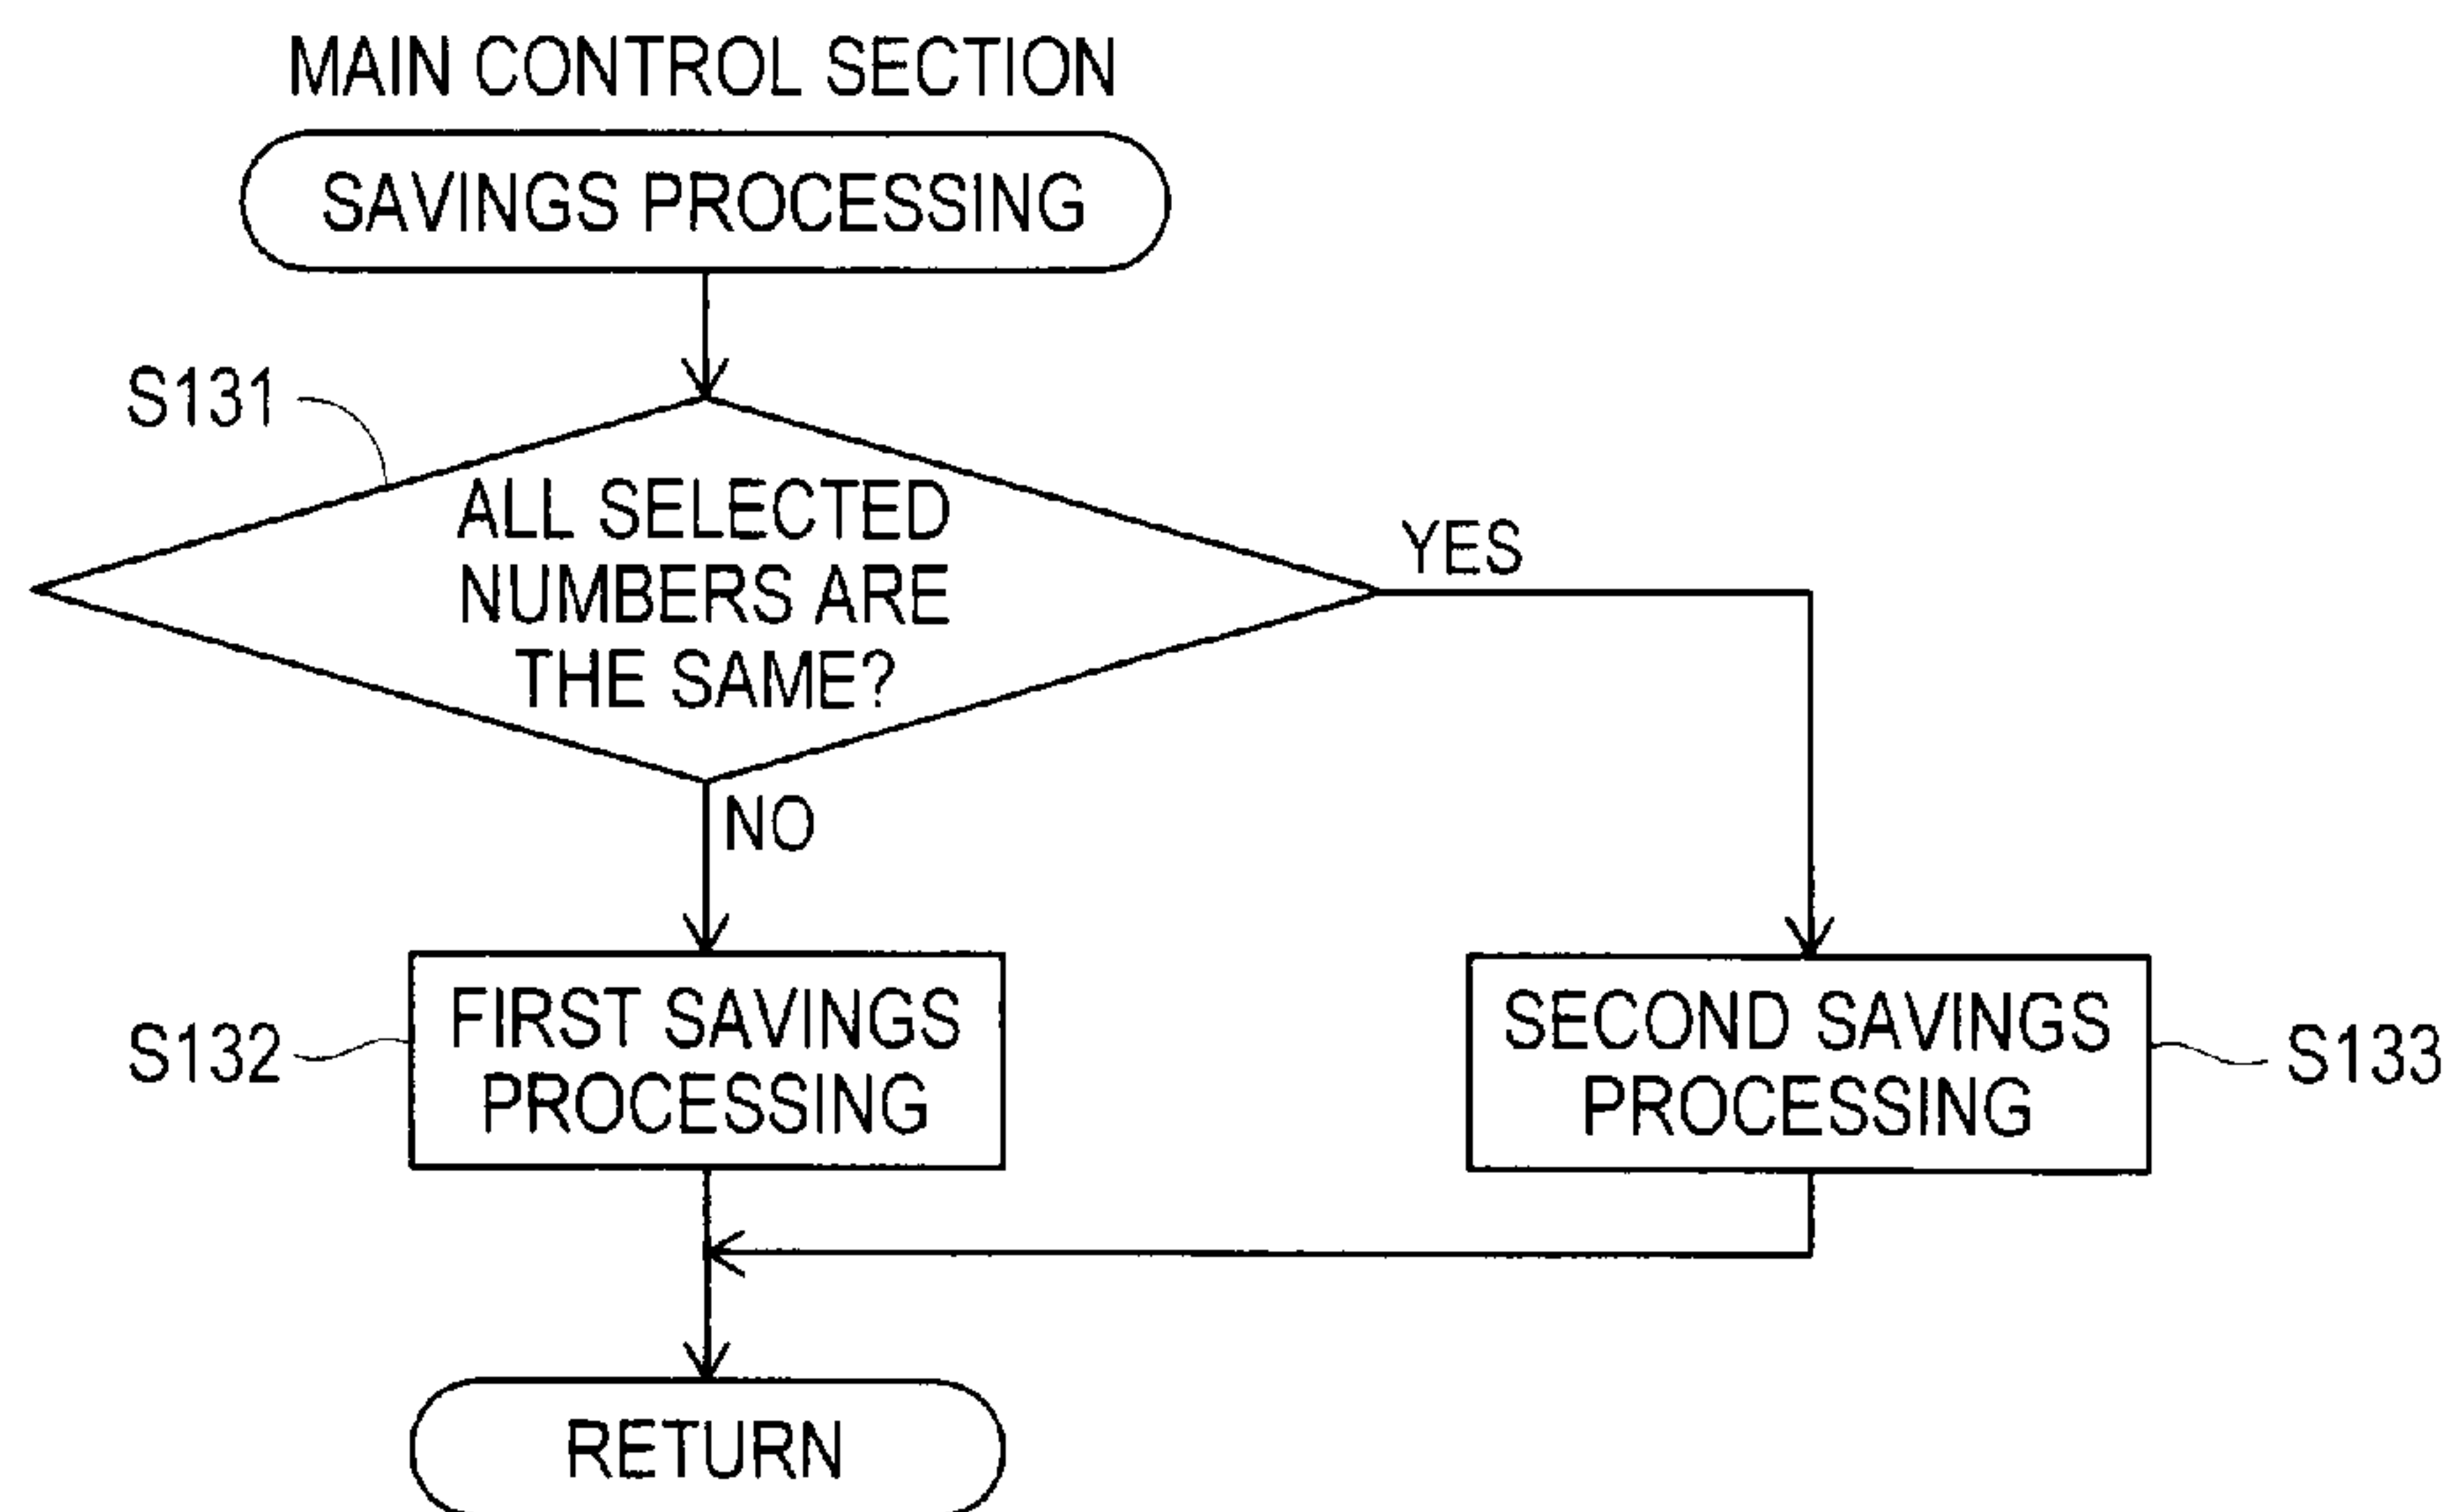 MAIN CONTROL SECTION
SAVINGS PROCESSING
S131
ALL SELECTED
NUMBERS ARE
THE SAME?
YES
NO
S132
FIRST SAVINGS
PROCESSING
SECOND SAVINGS
PROCESSING
S133
RETURN